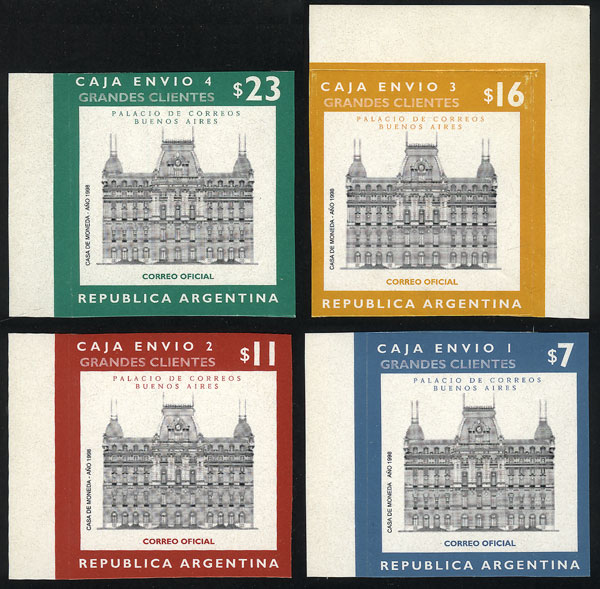 CAJA ENVIO 4
GRANDES CLIENTES
$23
PALACIO DE CORREOS
BUENOS AIRES
CASA DE MONEDA - AÑO 1998
CORREO OFICIAL
REPUBLICA ARGENTINA
CAJA ENVIO 3
GRANDES CLIENTES
$16
PALACIO DE CORREOS
BUENOS AIRES
CASA DE MONEDA - AÑO 1998
CORREO OFICIAL
REPUBLICA ARGENTINA
CAJA ENVIO 2
GRANDES CLIENTES
$11
PALACIO DE CORREOS
BUENOS AIRES
CASA DE MONEDA - AÑO 1998
CORREO OFICIAL
REPUBLICA ARGENTINA
CAJA ENVIO 1
GRANDES CLIENTES
$7
PALACIO DE CORREOS
BUENOS AIRES
CASA DE MONEDA - AÑO 1998
CORREO OFICIAL
REPUBLICA ARGENTINA